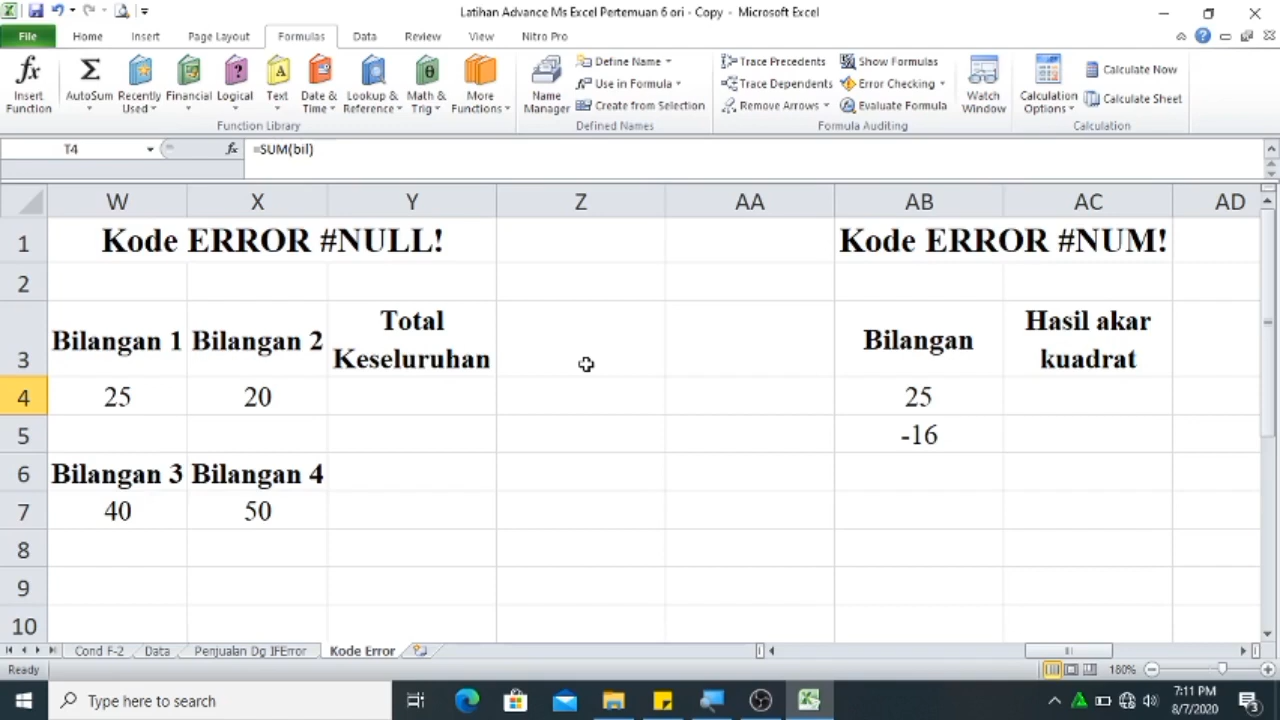 Latihan Advance Ms Excel Pertemuan 6 ori - Copy - Microsoft Excel
File Home Insert Page Layout Formulas Data Review View Nitro Pro
fx Insert Function
Σ AutoSum
Recently Used
Financial
Logical
Text
Date & Time
Lookup & Reference
Math & Trig
More Functions
Function Library
Name Manager
Define Name
Use in Formula
Create from Selection
Defined Names
Trace Precedents
Trace Dependents
Remove Arrows
Show Formulas
Error Checking
Evaluate Formula
Formula Auditing
Watch Window
Calculation Options
Calculate Now
Calculate Sheet
Calculation
T4 fx =SUM(bil)
W X Y Z AA AB AC AD
1 Kode ERROR #NULL! Kode ERROR #NUM!
2
3 Bilangan 1 Bilangan 2 Total Keseluruhan Bilangan Hasil akar kuadrat
4 25 20 25
5 -16
6 Bilangan 3 Bilangan 4
7 40 50
8
9
10
Cond F-2 Data Penjualan Dg IFError Kode Error
Ready 180%
Type here to search
7:11 PM
8/7/2020
3